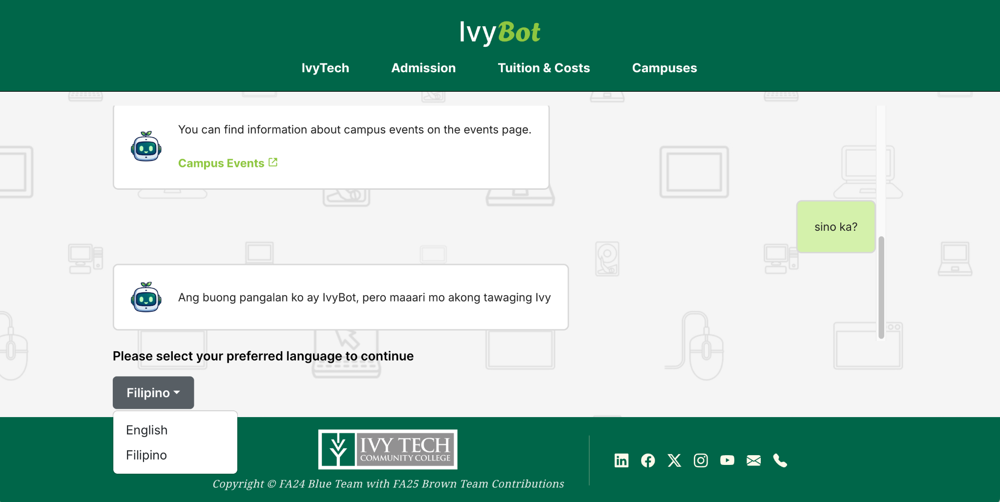 IvyBot
IvyTech Admission Tuition & Costs Campuses
You can find information about campus events on the events page.
Campus Events
sino ka?
Ang buong pangalan ko ay IvyBot, pero maaari mo akong tawaging Ivy
Please select your preferred language to continue
Filipino
English
Filipino
IVY TECH
COMMUNITY COLLEGE
Copyright © FA24 Blue Team with FA25 Brown Team Contributions